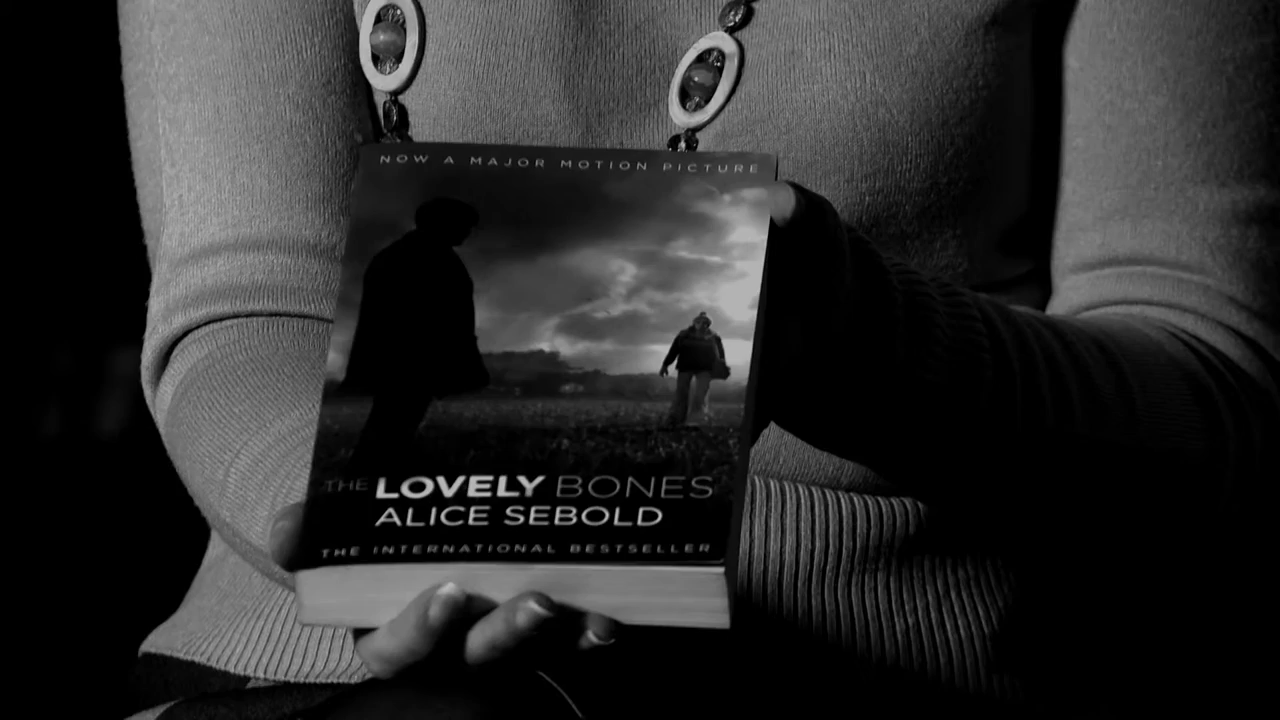 NOW A MAJOR MOTION PICTURE
THE LOVELY BONES
ALICE SEBOLD
THE INTERNATIONAL BESTSELLER